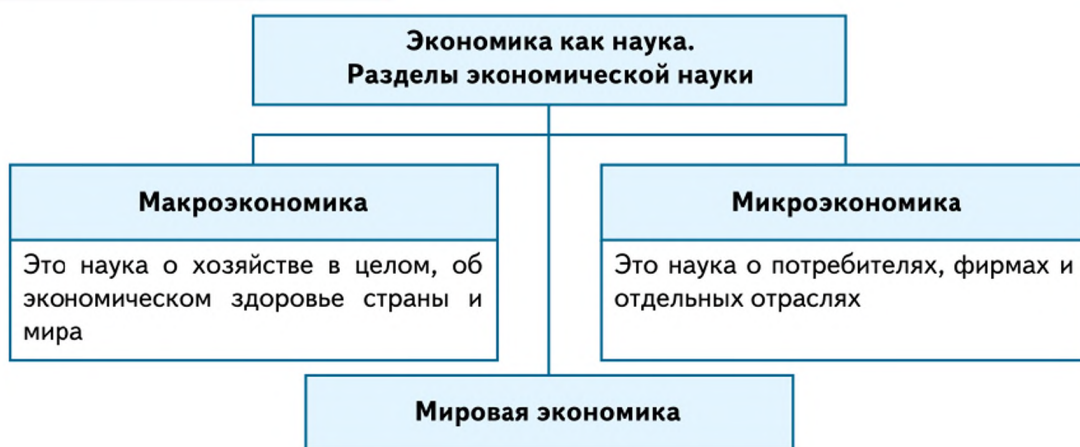 Экономика как наука.
Разделы экономической науки
Макроэкономика
Это наука о хозяйстве в целом, об
экономическом здоровье страны и
мира
Микроэкономика
Это наука о потребителях, фирмах и
отдельных отраслях
Мировая экономика